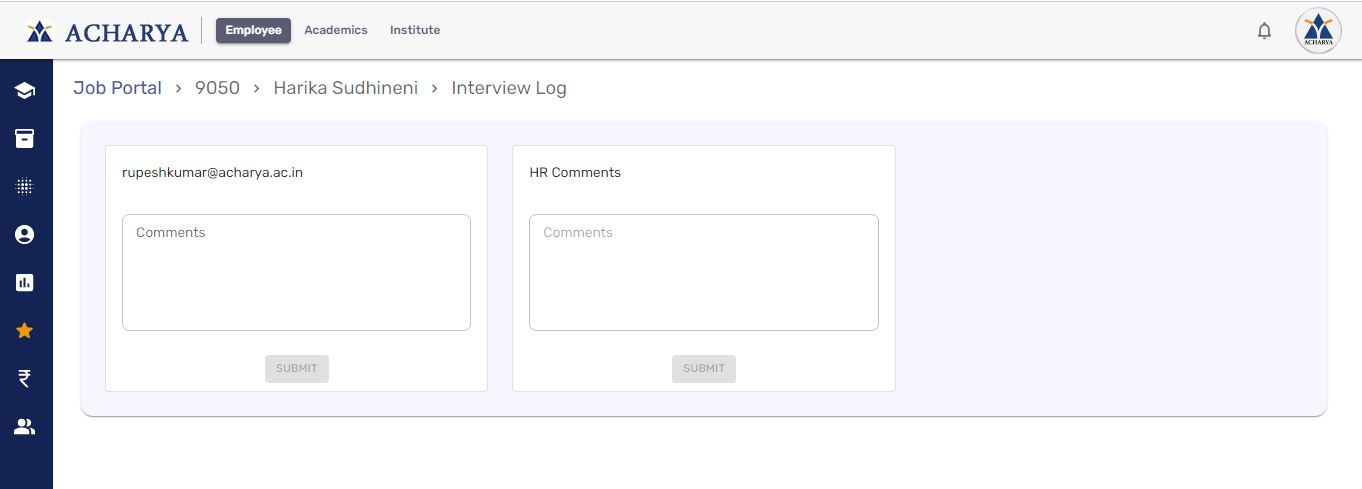 ACHARYA Employee Academics Institute
ACHARYA
Job Portal > 9050 > Harika Sudhineni > Interview Log
rupeshkumar@acharya.ac.in
Comments
SUBMIT
HR Comments
Comments
SUBMIT